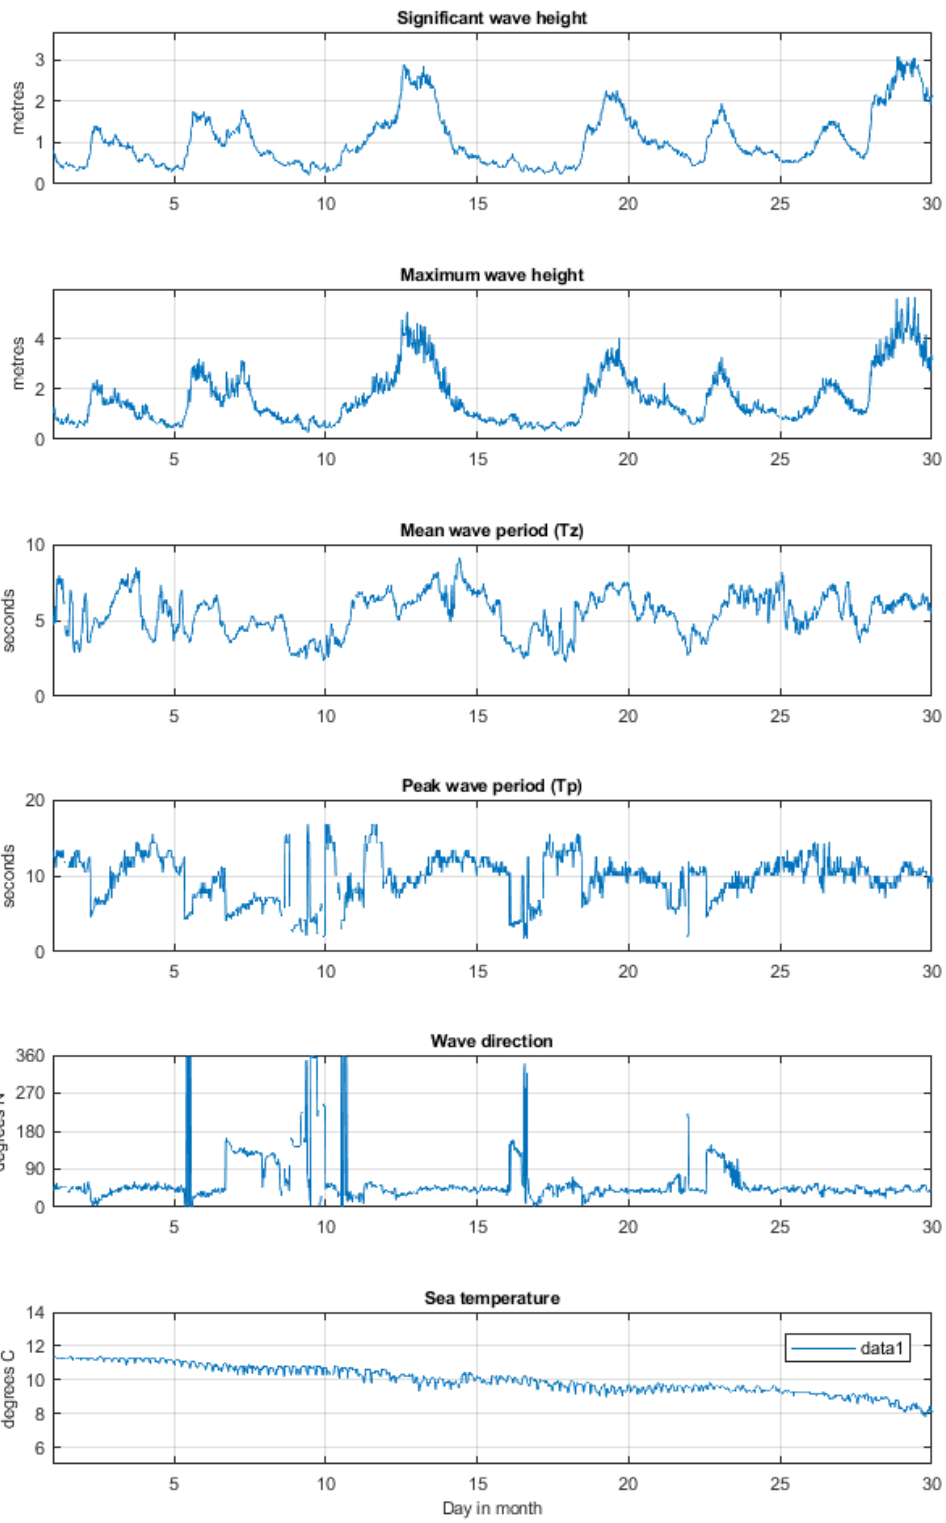 Significant wave height
metres
3
2
1
0
5 10 15 20 25 30
Maximum wave height
metres
4
2
0
5 10 15 20 25 30
Mean wave period (Tz)
seconds
10
5
0
5 10 15 20 25 30
Peak wave period (Tp)
seconds
20
10
0
5 10 15 20 25 30
Wave direction
degrees N
360
270
180
90
0
5 10 15 20 25 30
Sea temperature
degrees C
14
12
10
8
6
data1
5 10 15 20 25 30
Day in month